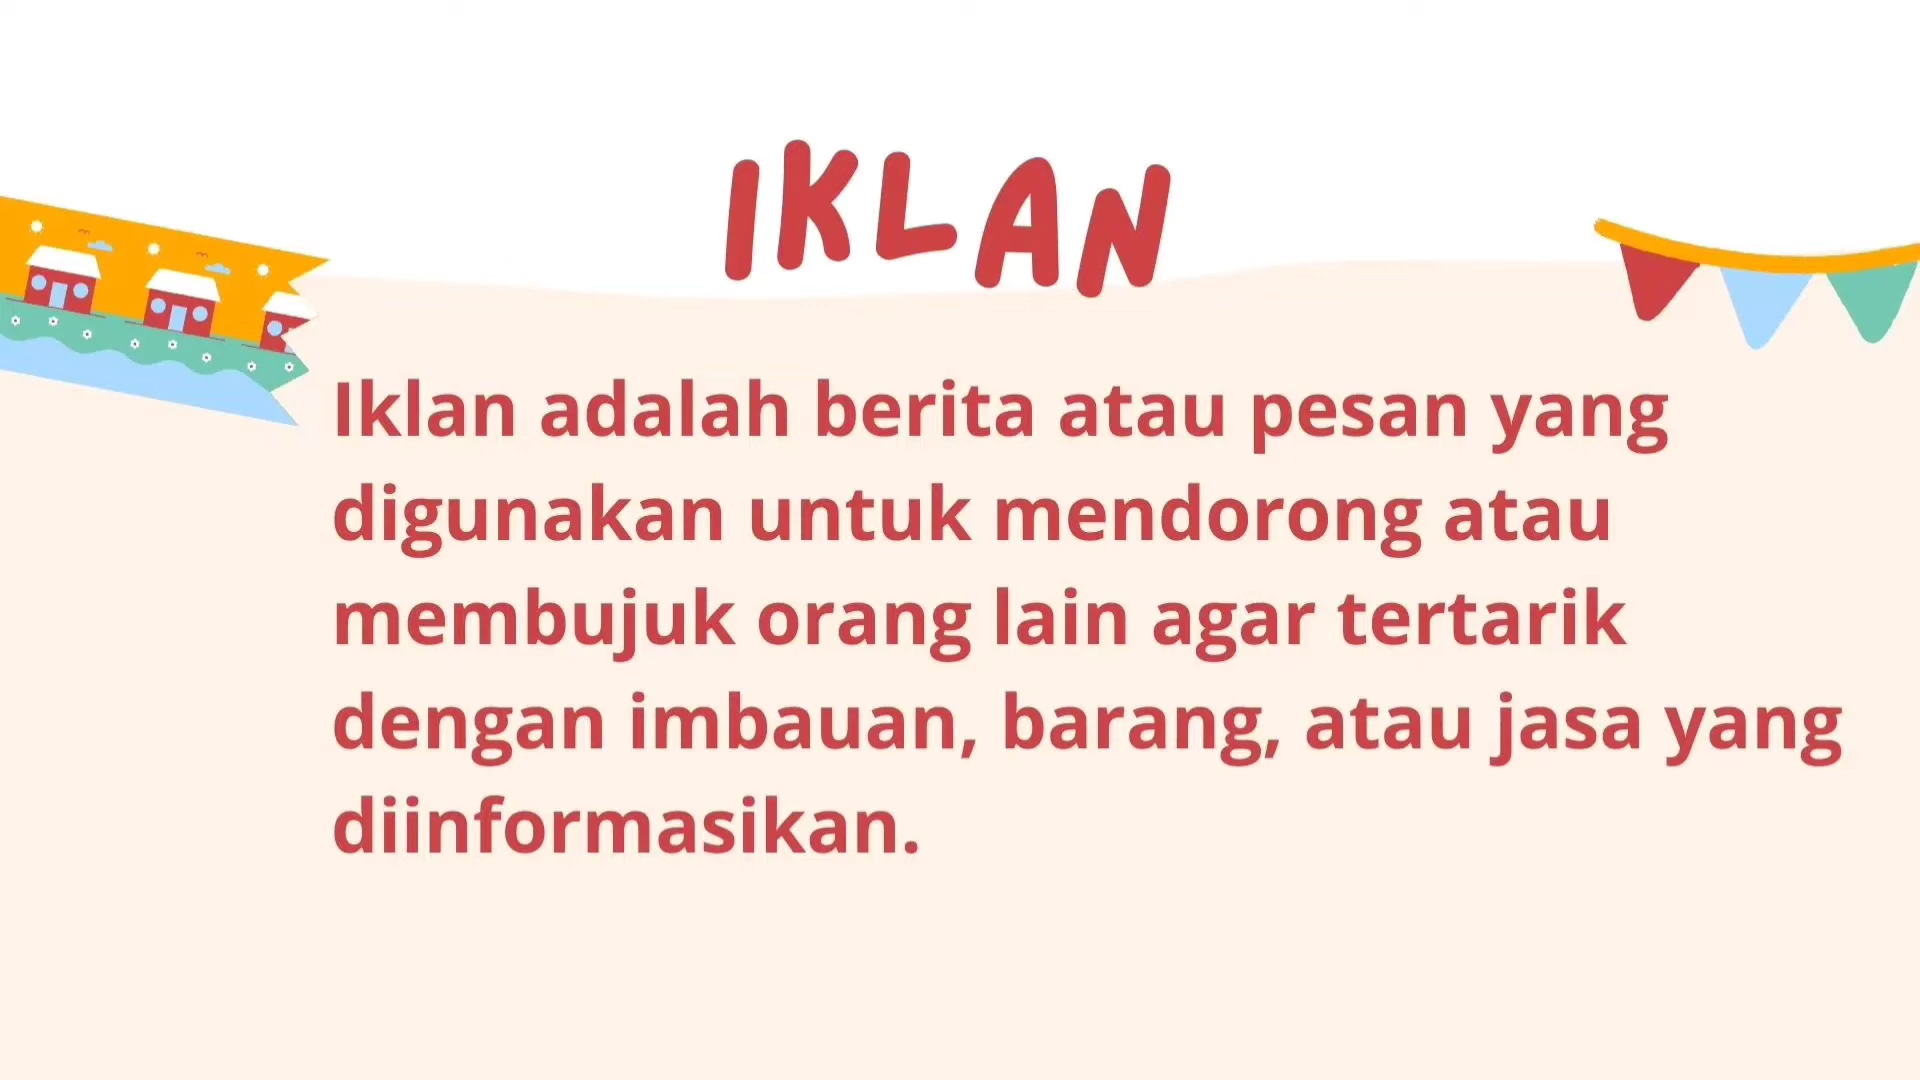 IKLAN
Iklan adalah berita atau pesan yang
digunakan untuk mendorong atau
membujuk orang lain agar tertarik
dengan imbauan, barang, atau jasa yang
diinformasikan.